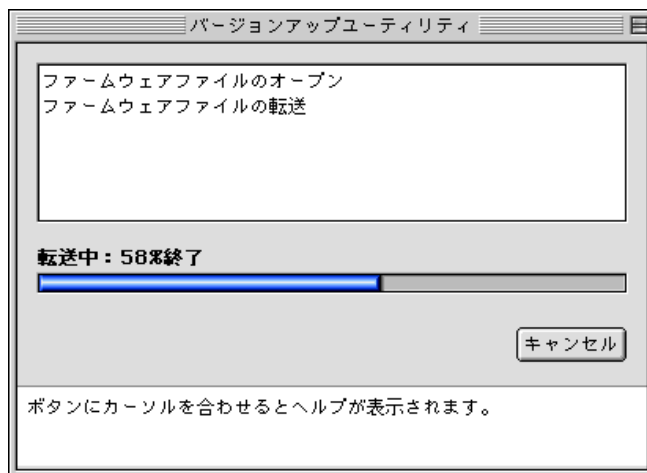 バージョンアップユーティリティ
ファームウェアファイルのオープン
ファームウェアファイルの転送
転送中：58%終了
キャンセル
ボタンにカーソルを合わせるとヘルプが表示されます。